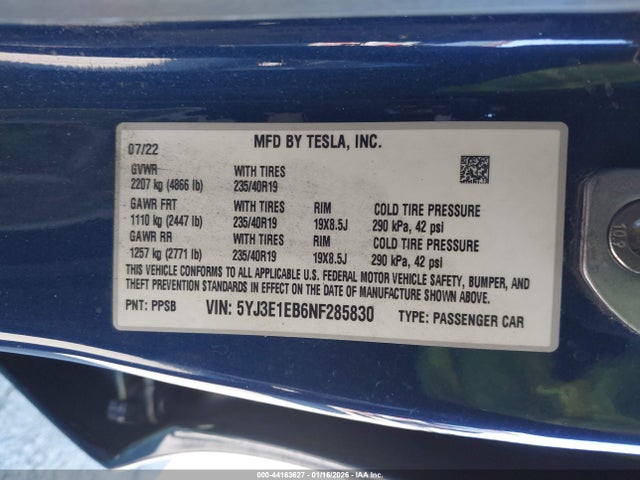 07/22 MFD BY TESLA, INC.
GVWR WITH TIRES
2207 kg (4866 lb) 235/40R19
GAWR FRT WITH TIRES RIM COLD TIRE PRESSURE
1110 kg (2447 lb) 235/40R19 19X8.5J 290 kPa, 42 psi
GAWR RR WITH TIRES RIM COLD TIRE PRESSURE
1257 kg (2771 lb) 235/40R19 19X8.5J 290 kPa, 42 psi
THIS VEHICLE CONFORMS TO ALL APPLICABLE U.S. FEDERAL MOTOR VEHICLE SAFETY, BUMPER, AND
THEFT PREVENTION STANDARDS IN EFFECT ON THE DATE OF MANUFACTURE SHOWN ABOVE.
PNT: PPSB VIN: 5YJ3E1EB6NF285830 TYPE: PASSENGER CAR
10.9
000-44163627 - 01/16/2026 - IAA Inc.